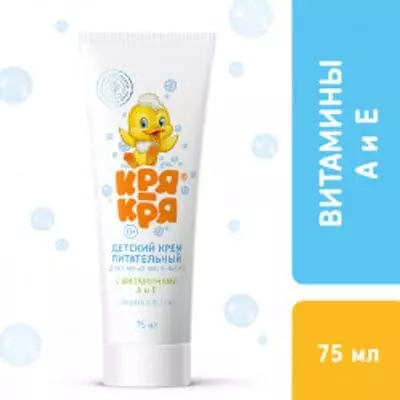 КРЯ
КРЯ
0+
ДЕТСКИЙ КРЕМ
ПИТАТЕЛЬНЫЙ
С ВИТАМИНАМИ
А и Е
75 мл
ВИТАМИНЫ
А и Е
75 мл